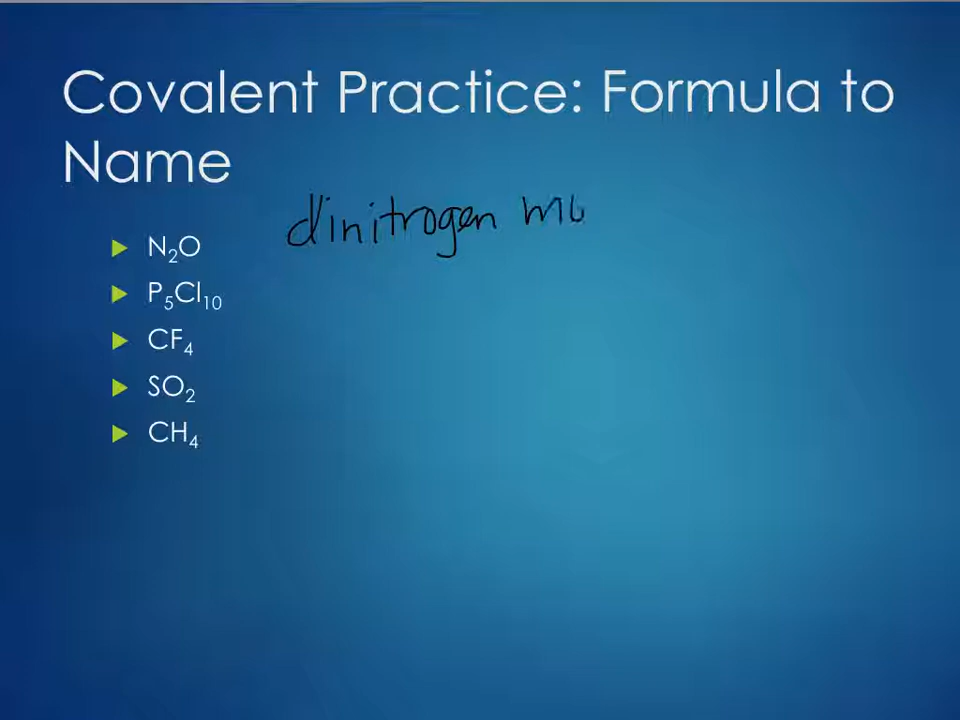 Covalent Practice: Formula to
Name
dinitrogen
N₂O
P₅Cl₁₀
CF₄
SO₂
CH₄